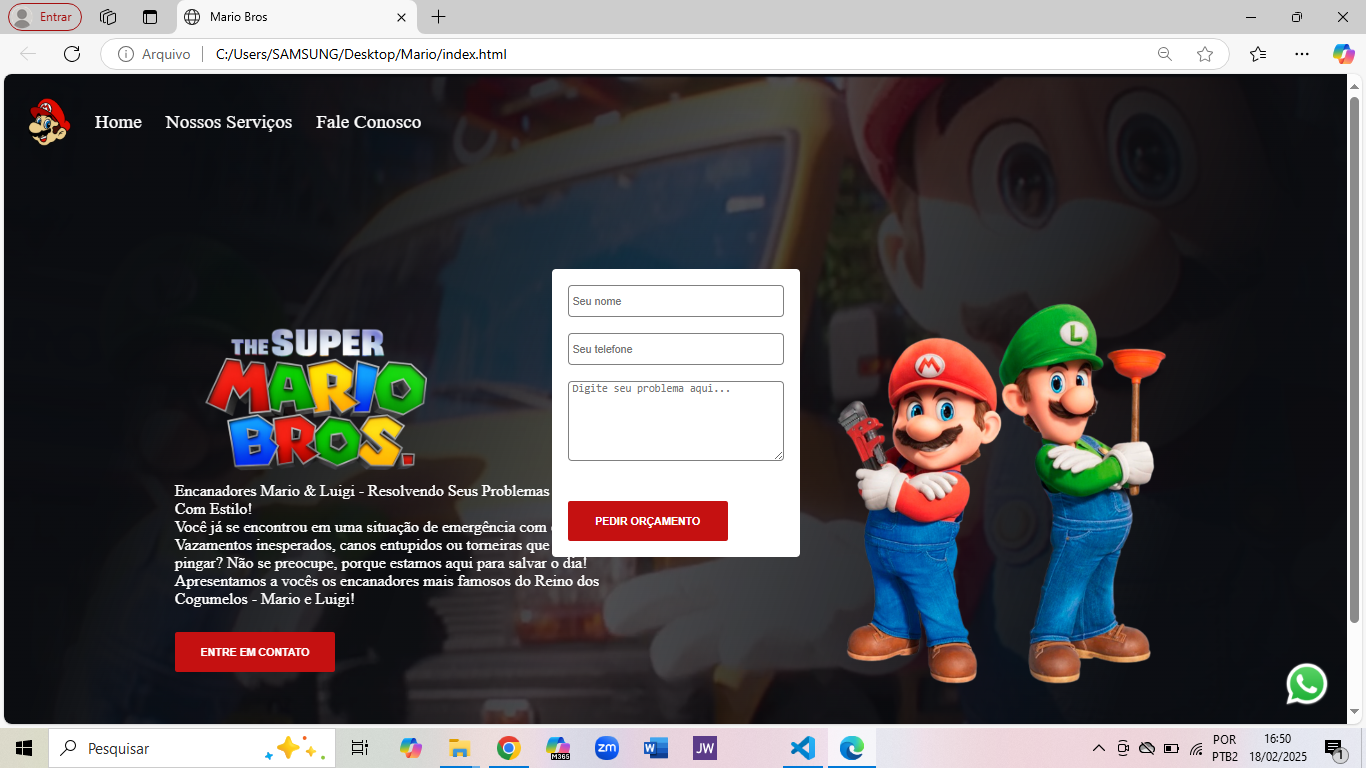 Entrar
Mario Bros
Arquivo
C:/Users/SAMSUNG/Desktop/Mario/index.html
Home Nossos Serviços Fale Conosco
THE SUPER
MARIO
BROS.
Encanadores Mario & Luigi - Resolvendo Seus Problemas
Com Estilo!
Você já se encontrou em uma situação de emergência com
Vazamentos inesperados, canos entupidos ou torneiras que
pingar? Não se preocupe, porque estamos aqui para salvar o dia!
Apresentamos a vocês os encanadores mais famosos do Reino dos
Cogumelos - Mario e Luigi!
ENTRE EM CONTATO
Seu nome
Seu telefone
Digite seu problema aqui...
PEDIR ORÇAMENTO
M
L
Pesquisar
M365
zm
W
JW
POR
PTB2
16:50
18/02/2025
1